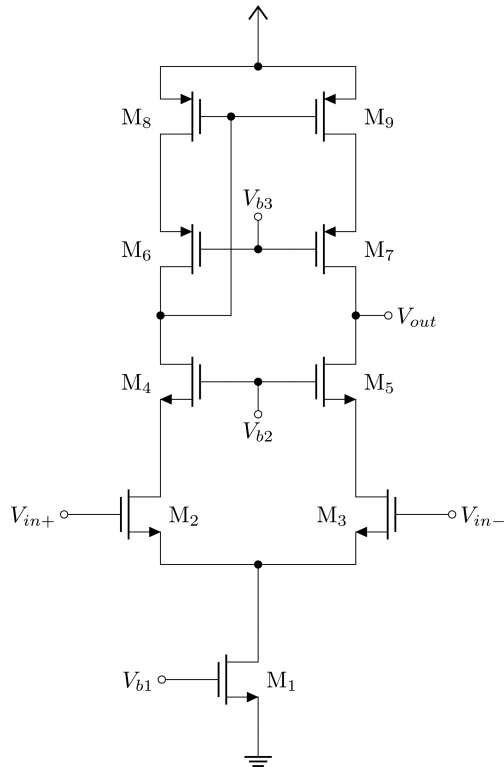 M8 M9
Vb3
M6 M7
Vout
M4 M5
Vb2
Vin+ M2 M3 Vin−
Vb1 M1